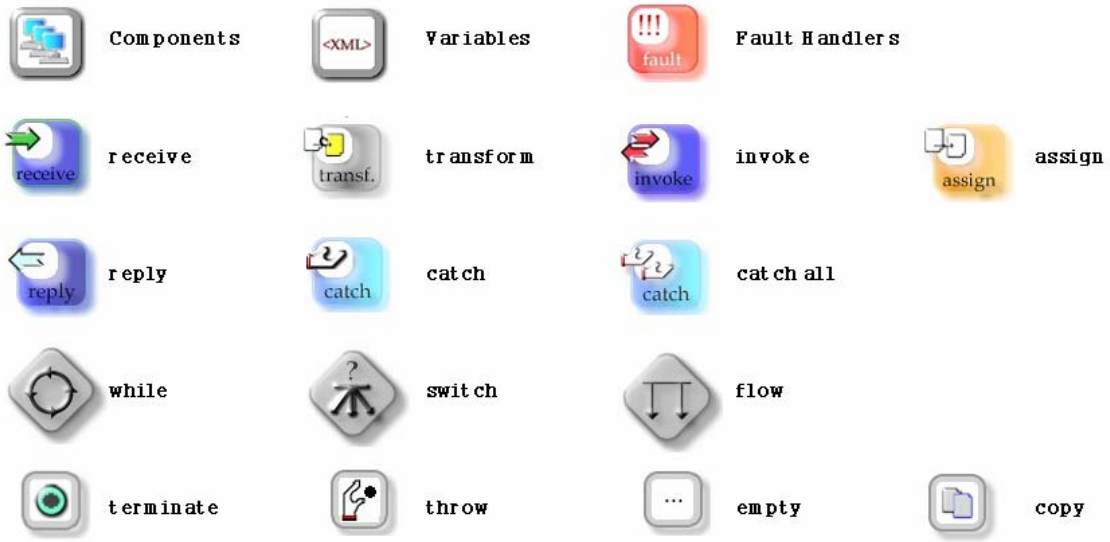 Components
<XML>
Variables
!!!
fault
Fault Handlers
receive
receive
transf.
transform
invoke
invoke
assign
assign
reply
reply
catch
catch
catch
catch all
while
?
switch
flow
terminate
throw
...
empty
copy